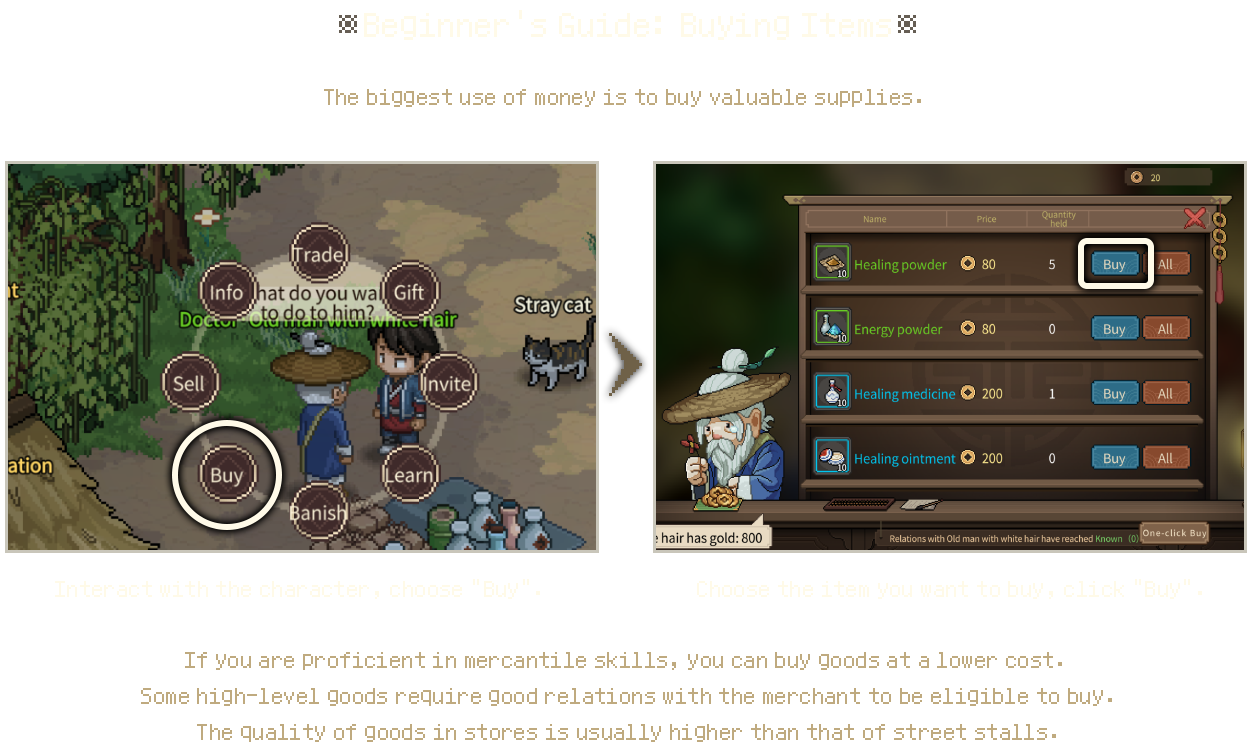 Beginner's Guide: Buying Items
The biggest use of money is to buy valuable supplies.
Trade
Info
hat do you wa
Gift
to do to him?
Doctor Old man with white hair
Stray cat
Sell
Invite
ation
Buy
Learn
Banish
20
Name Price Quantity held
10 Healing powder 80 5 Buy All
10 Energy powder 80 0 Buy All
10 Healing medicine 200 1 Buy All
10 Healing ointment 200 0 Buy All
hair has gold: 800
Relations with Old man with white hair have reached Known (0)
One-click Buy
Interact with the character, choose "Buy".
Choose the item you want to buy, click "Buy".
If you are proficient in mercantile skills, you can buy goods at a lower cost.
Some high-level goods require good relations with the merchant to be eligible to buy.
The quality of goods in stores is usually higher than that of street stalls.